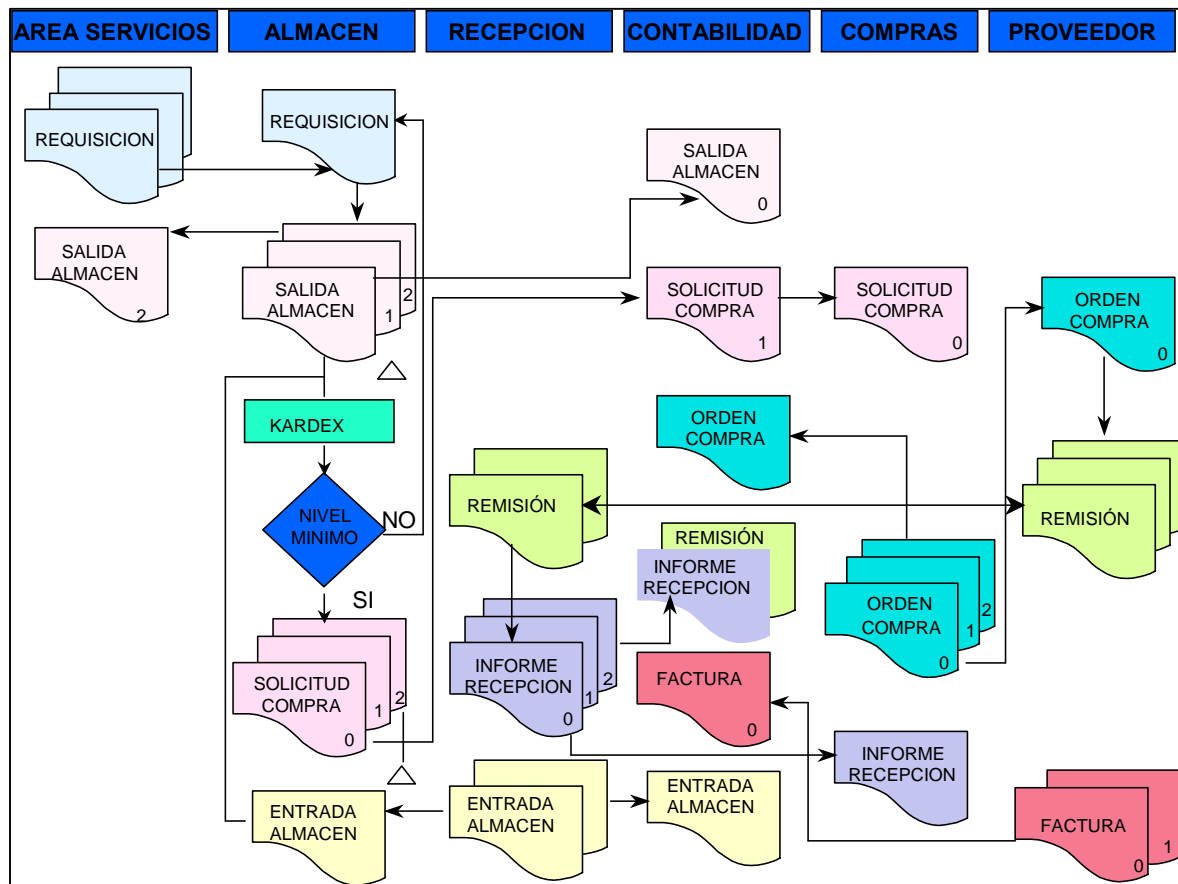 AREA SERVICIOS
ALMACEN
RECEPCION
CONTABILIDAD
COMPRAS
PROVEEDOR
REQUISICION
REQUISICION
SALIDA
ALMACEN
0
SALIDA
ALMACEN
2
SALIDA
ALMACEN
1
2
SOLICITUD
COMPRA
1
SOLICITUD
COMPRA
0
ORDEN
COMPRA
0
KARDEX
ORDEN
COMPRA
NIVEL
MINIMO
NO
SI
REMISIÓN
REMISIÓN
REMISIÓN
INFORME
RECEPCION
ORDEN
COMPRA
0
1
2
SOLICITUD
COMPRA
0
1
2
INFORME
RECEPCION
0
1
2
FACTURA
0
INFORME
RECEPCION
ENTRADA
ALMACEN
ENTRADA
ALMACEN
ENTRADA
ALMACEN
FACTURA
0
1